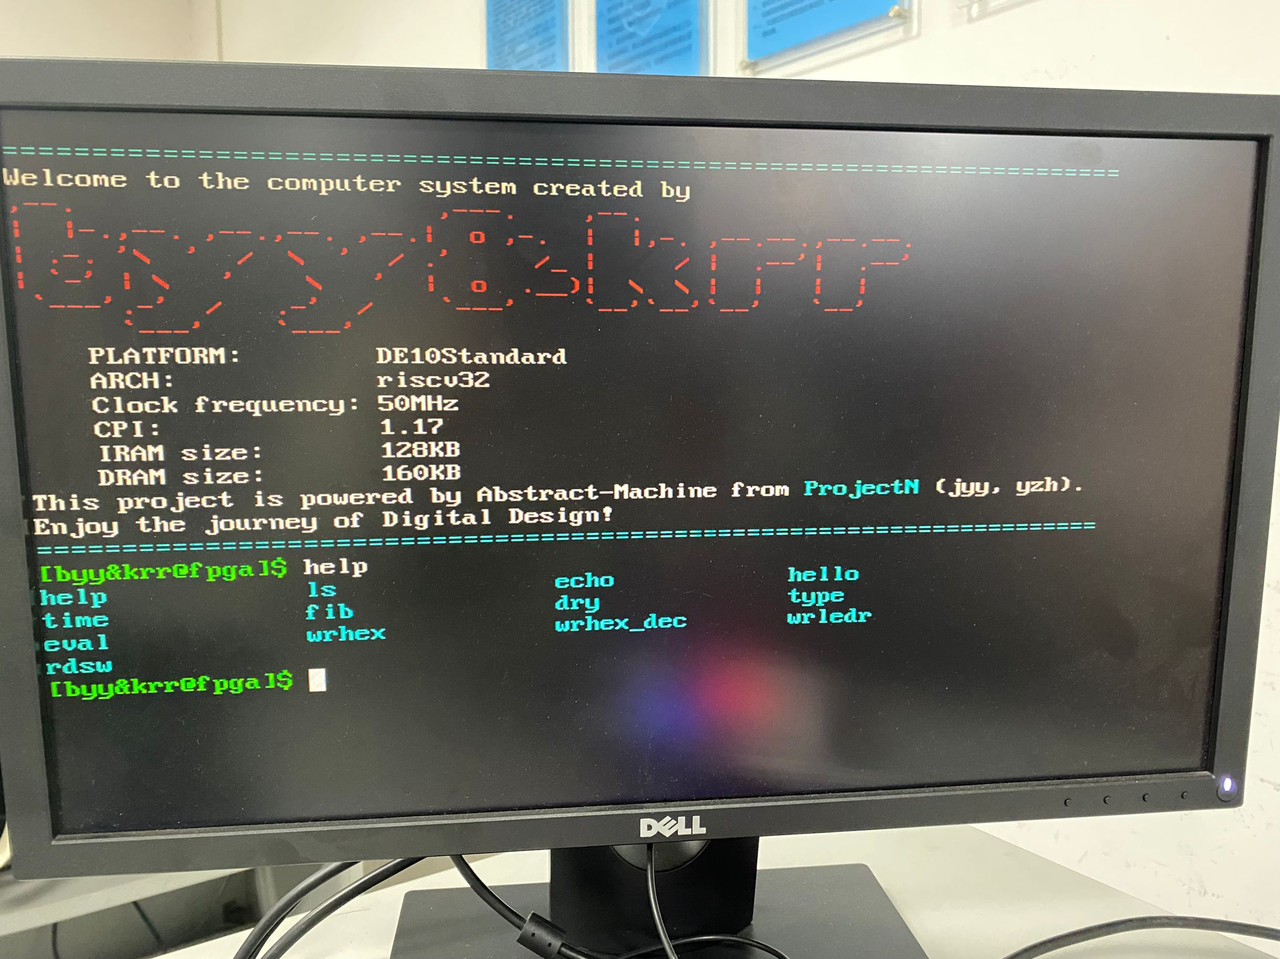 Welcome to the computer system created by
byy&krr
PLATFORM: DE10Standard
ARCH: riscv32
Clock frequency: 50MHz
CPI: 1.17
IRAM size: 128KB
DRAM size: 160KB
This project is powered by Abstract-Machine from ProjectN (jyy, yzh).
Enjoy the journey of Digital Design!
[byy&krr@fpga]$ help
help ls echo hello
time fib dry type
eval wrhex wrhex_dec wrledr
rdsw
[byy&krr@fpga]$
DELL